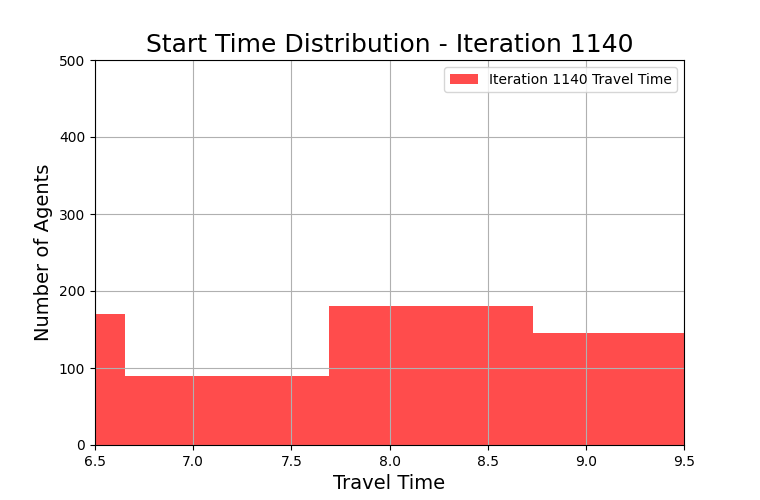 Start Time Distribution - Iteration 1140
Iteration 1140 Travel Time
Number of Agents
500
400
300
200
100
0
6.5 7.0 7.5 8.0 8.5 9.0 9.5
Travel Time